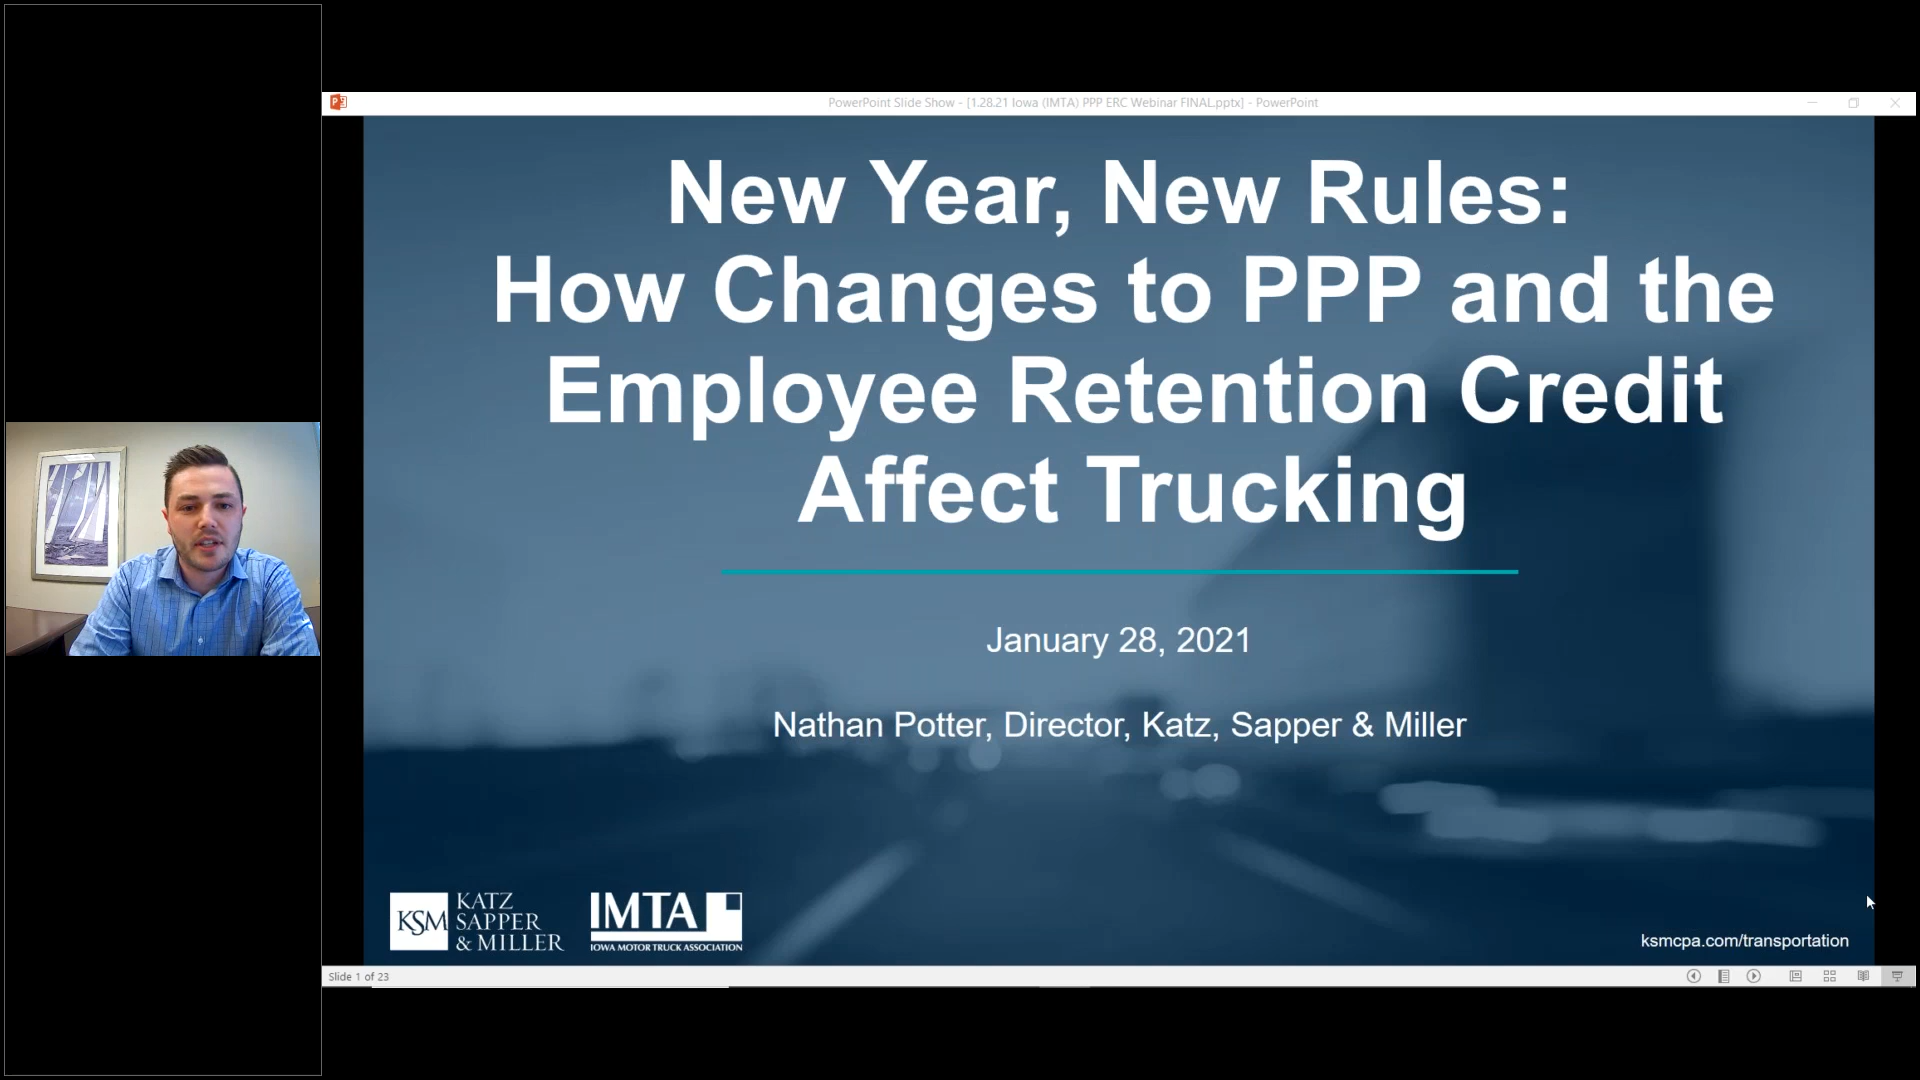 PowerPoint Slide Show - [1.28.21 Iowa (IMTA) PPP ERC Webinar FINAL.pptx] - PowerPoint
New Year, New Rules:
How Changes to PPP and the
Employee Retention Credit
Affect Trucking
January 28, 2021
Nathan Potter, Director, Katz, Sapper & Miller
KSM
KATZ
SAPPER
& MILLER
IMTA
IOWA MOTOR TRUCK ASSOCIATION
ksmcpa.com/transportation
Slide 1 of 23